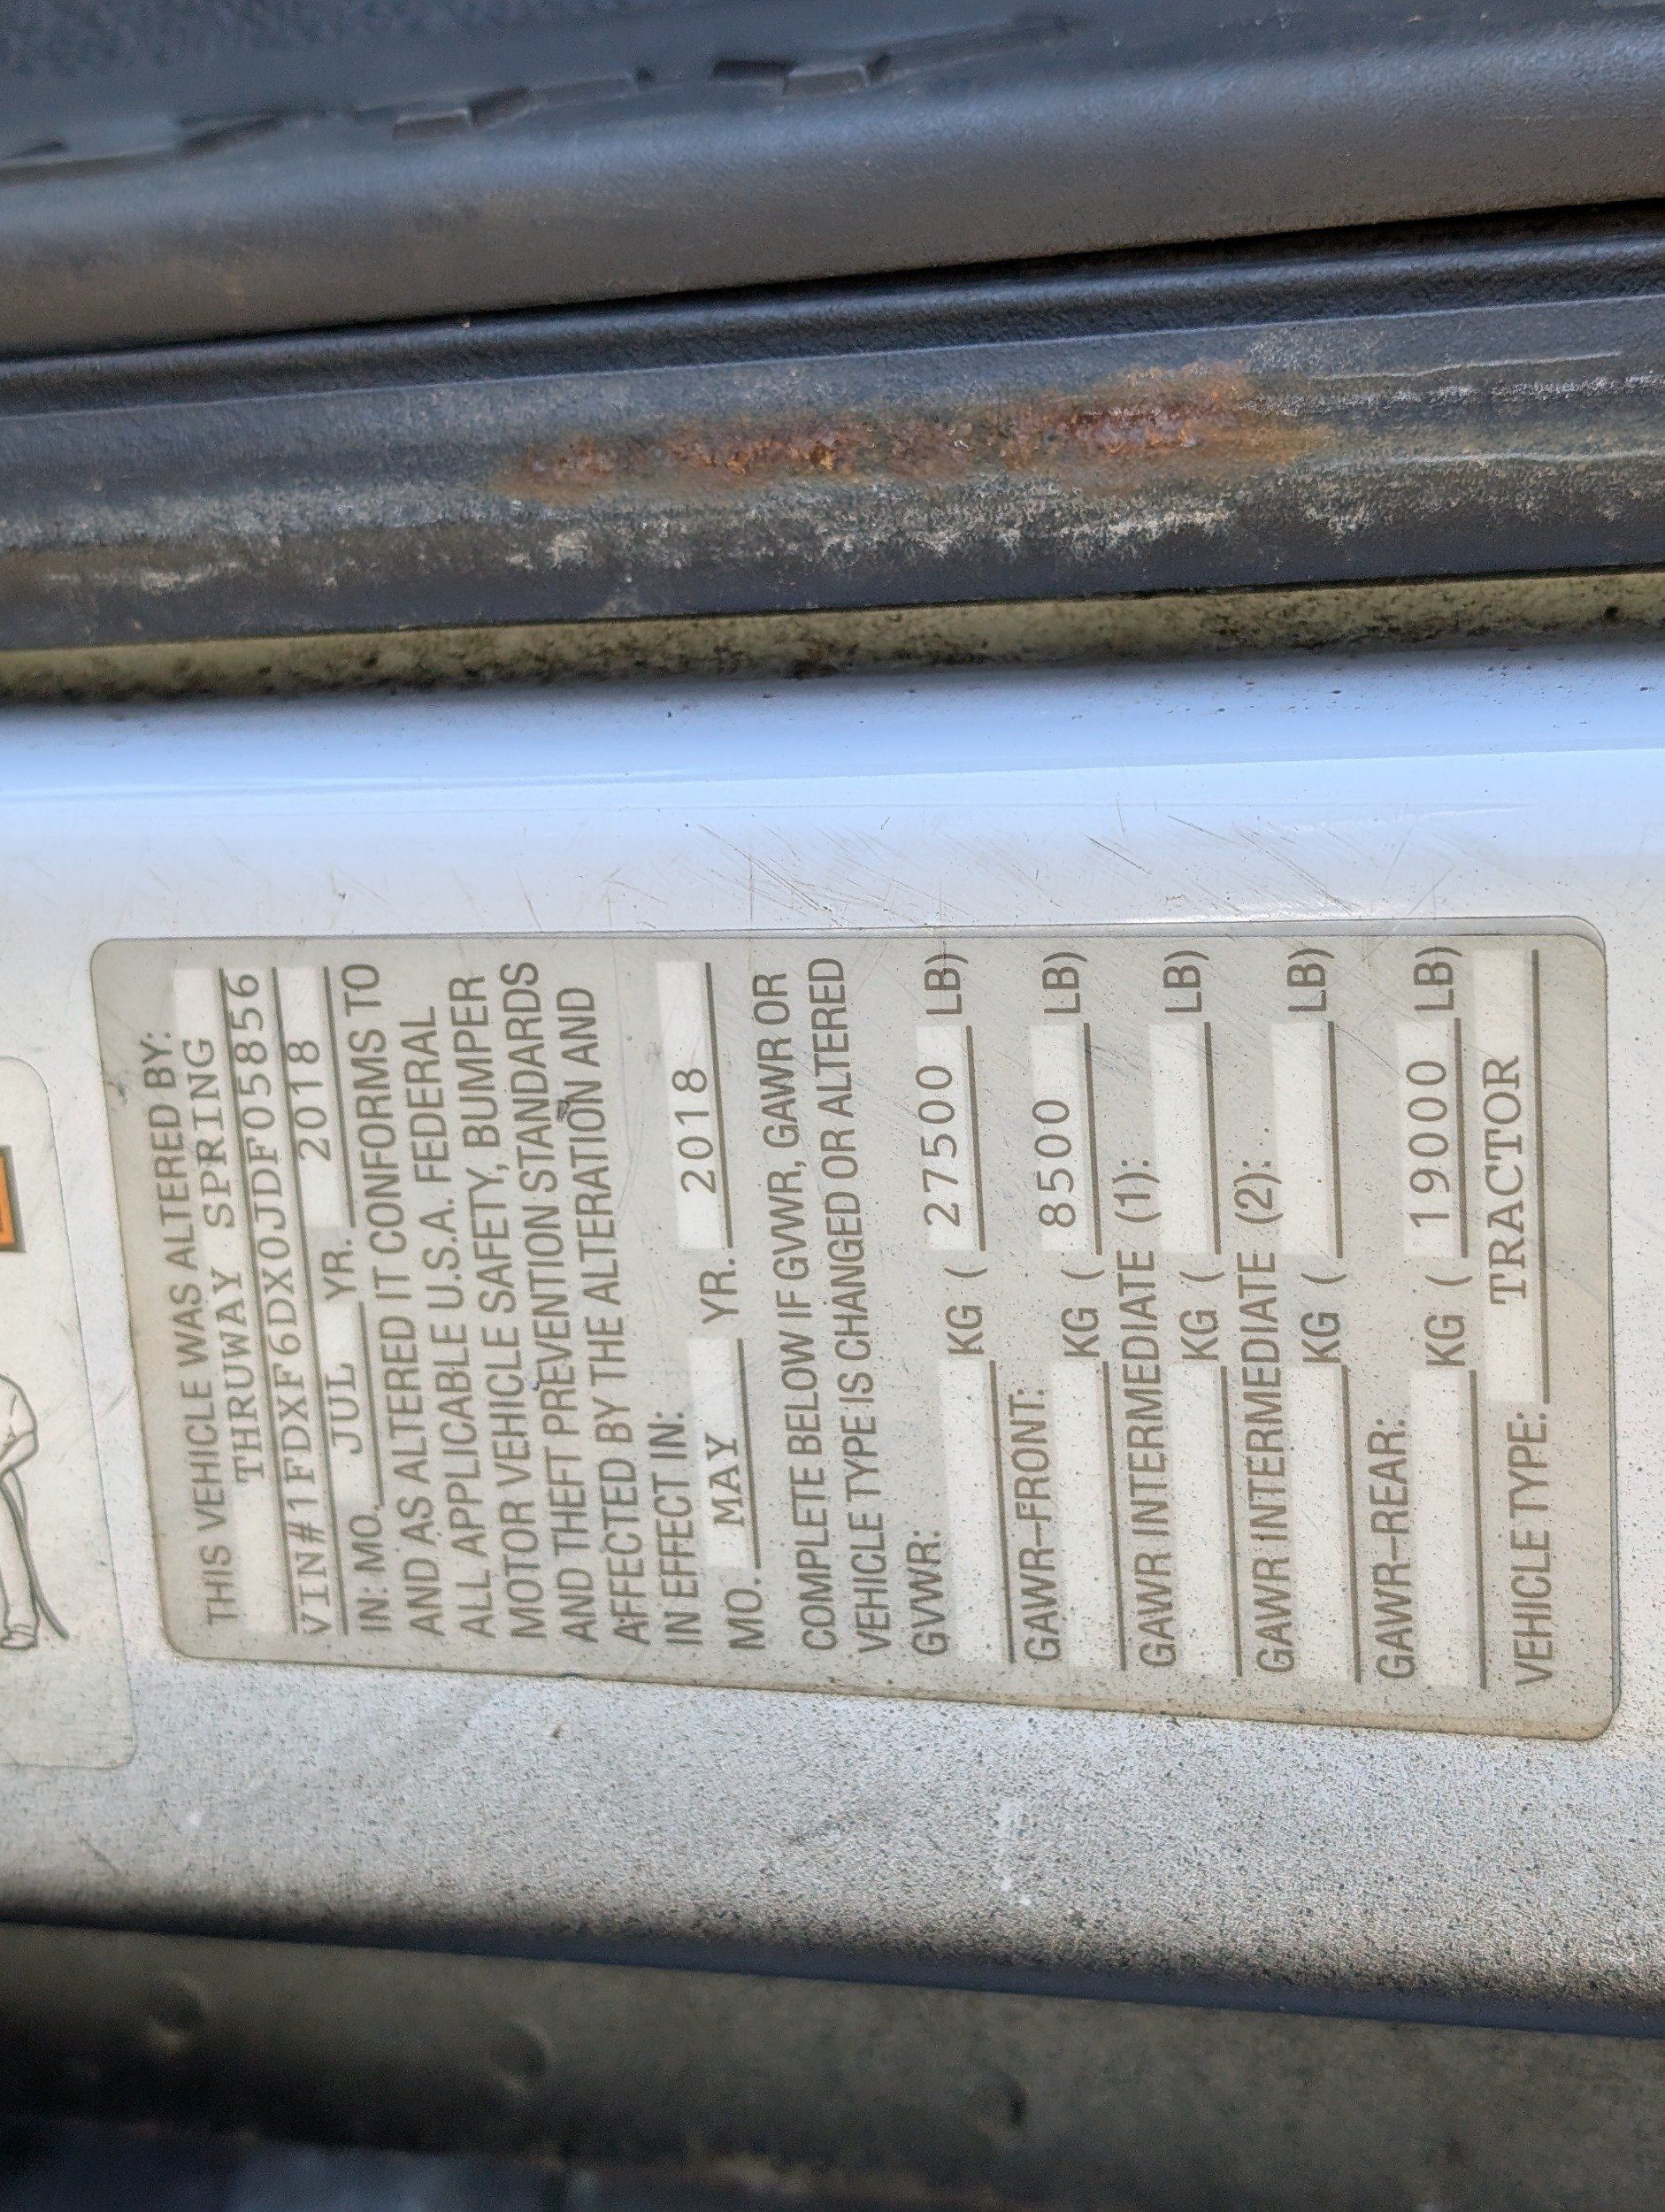 THIS VEHICLE WAS ALTERED BY:
THRUWAY SPRING
VIN#1FDXF6DX0JDF05856
IN: MO. JUL YR. 2018
AND AS ALTERED IT CONFORMS TO
ALL APPLICABLE U.S.A. FEDERAL
MOTOR VEHICLE SAFETY, BUMPER
AND THEFT PREVENTION STANDARDS
AFFECTED BY THE ALTERATION AND
IN EFFECT IN:
MO. MAY YR. 2018
COMPLETE BELOW IF GVWR, GAWR OR
VEHICLE TYPE IS CHANGED OR ALTERED
GVWR:
KG ( 27500 LB)
GAWR-FRONT:
KG ( 8500 LB)
GAWR INTERMEDIATE (1):
KG ( LB)
GAWR INTERMEDIATE (2):
KG ( LB)
GAWR-REAR:
KG ( 19000 LB)
VEHICLE TYPE: TRACTOR